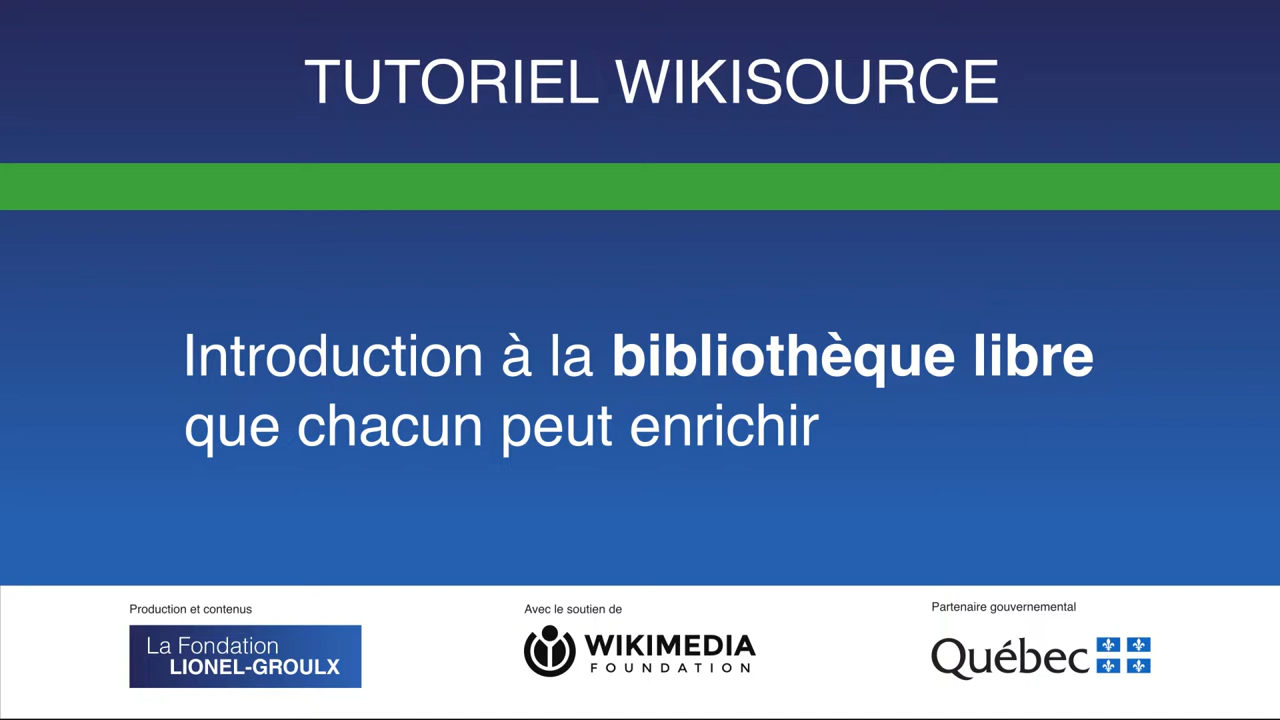 TUTORIEL WIKISOURCE
Introduction à la bibliothèque libre
que chacun peut enrichir
Production et contenus
La Fondation
LIONEL-GROULX
Avec le soutien de
WIKIMEDIA
FOUNDATION
Partenaire gouvernemental
Québec